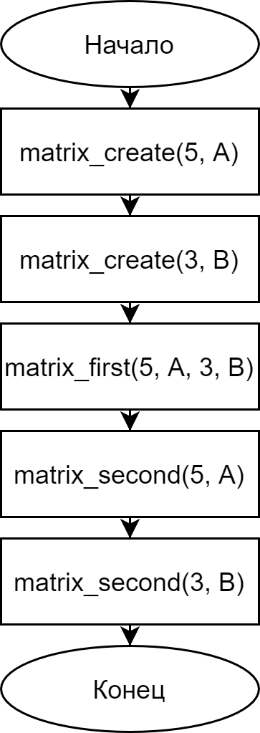 Начало
matrix_create(5, A)
matrix_create(3, B)
matrix_first(5, A, 3, B)
matrix_second(5, A)
matrix_second(3, B)
Конец